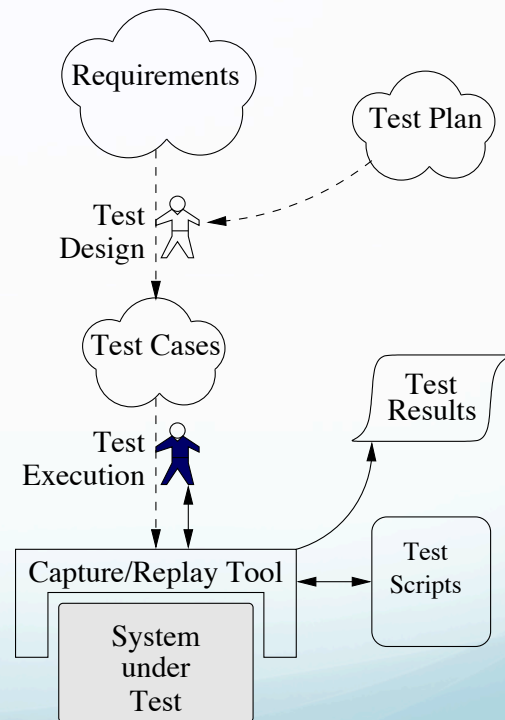 Requirements
Test Plan
Test
Design
Test Cases
Test
Results
Test
Execution
Capture/Replay Tool
Test
Scripts
System
under
Test